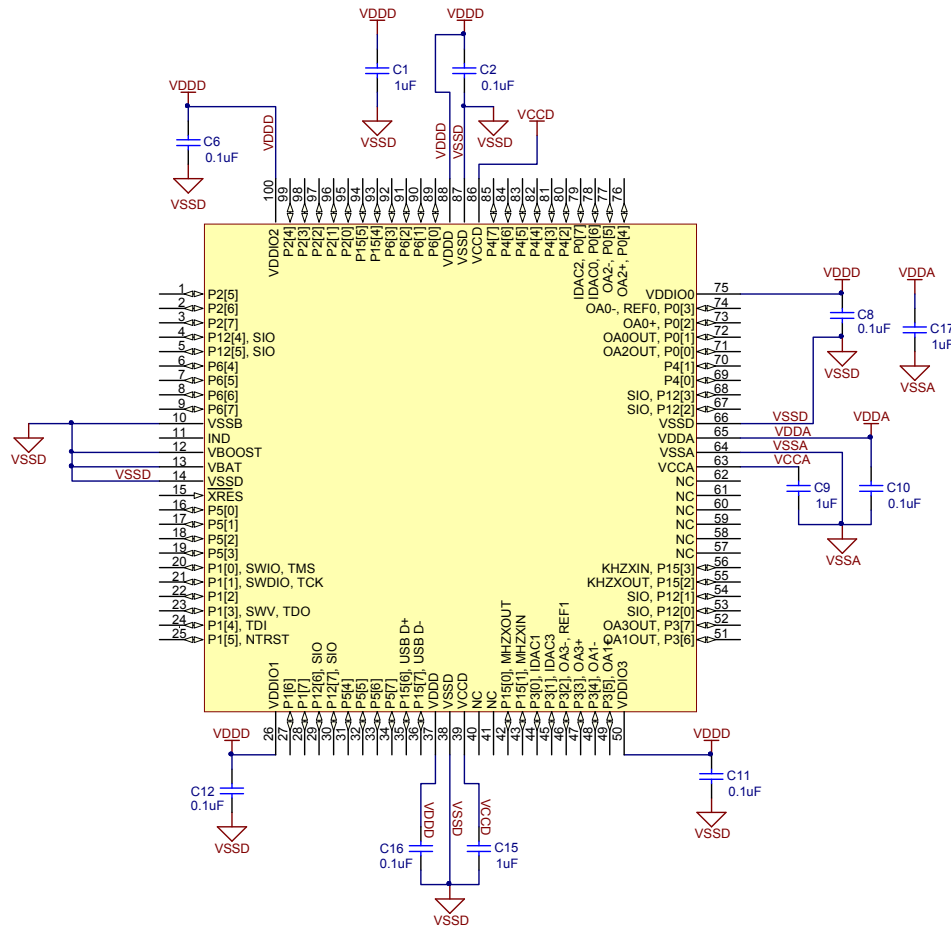 VDDD
VDDD
C1
1uF
C2
0.1uF
VSSD
VSSD
VDDD
C6
0.1uF
VSSD
VDDD
VDDD
VSSD
VCCD
100
99
98
97
96
95
94
93
92
91
90
89
88
87
86
85
84
83
82
81
80
79
78
77
76
VDDIO2
P2[4]
P2[3]
P2[2]
P2[1]
P2[0]
P15[5]
P15[4]
P6[3]
P6[2]
P6[1]
P6[0]
VDDD
VSSD
VCCD
P4[7]
P4[6]
P4[5]
P4[4]
P4[3]
P4[2]
IDAC2, P0[7]
IDAC0, P0[6]
OA2-, P0[5]
OA2+, P0[4]
1 P2[5]
2 P2[6]
3 P2[7]
4 P12[4], SIO
5 P12[5], SIO
6 P6[4]
7 P6[5]
8 P6[6]
9 P6[7]
10 VSSB
11 IND
12 VBOOST
13 VBAT
VSSD 14 VSSD
15 XRES
16 P5[0]
17 P5[1]
18 P5[2]
19 P5[3]
20 P1[0], SWIO, TMS
21 P1[1], SWDIO, TCK
22 P1[2]
23 P1[3], SWV, TDO
24 P1[4], TDI
25 P1[5], NTRST
VSSD
VDDIO0 75
OA0-, REF0, P0[3] 74
OA0+, P0[2] 73
OA0OUT, P0[1] 72
OA2OUT, P0[0] 71
P4[1] 70
P4[0] 69
SIO, P12[3] 68
SIO, P12[2] 67
VSSD 66 VSSD
VDDA 65 VDDA
VSSA 64 VSSA
VCCA 63 VCCA
NC 62
NC 61
NC 60
NC 59
NC 58
NC 57
KHZXIN, P15[3] 56
KHZXOUT, P15[2] 55
SIO, P12[1] 54
SIO, P12[0] 53
OA3OUT, P3[7] 52
OA1OUT, P3[6] 51
VDDD
C8
0.1uF
VSSD
VDDA
C17
1uF
VSSA
VDDA
C9
1uF
C10
0.1uF
VSSA
VDDIO1
P1[6]
P1[7]
P12[6], SIO
P12[7], SIO
P5[4]
P5[5]
P5[6]
P5[7]
P15[6], USB D+
P15[7], USB D-
VDDD
VSSD
VCCD
NC
NC
P15[0], MHZXOUT
P15[1], MHZXIN
P3[0], IDAC1
P3[1], IDAC3
P3[2], OA3-, REF1
P3[3], OA3+
P3[4], OA1-
P3[5], OA1+
VDDIO3
26
27
28
29
30
31
32
33
34
35
36
37
38
39
40
41
42
43
44
45
46
47
48
49
50
VDDD
C12
0.1uF
VSSD
VDDD
VSSD
VCCD
C16
0.1uF
C15
1uF
VSSD
VDDD
C11
0.1uF
VSSD